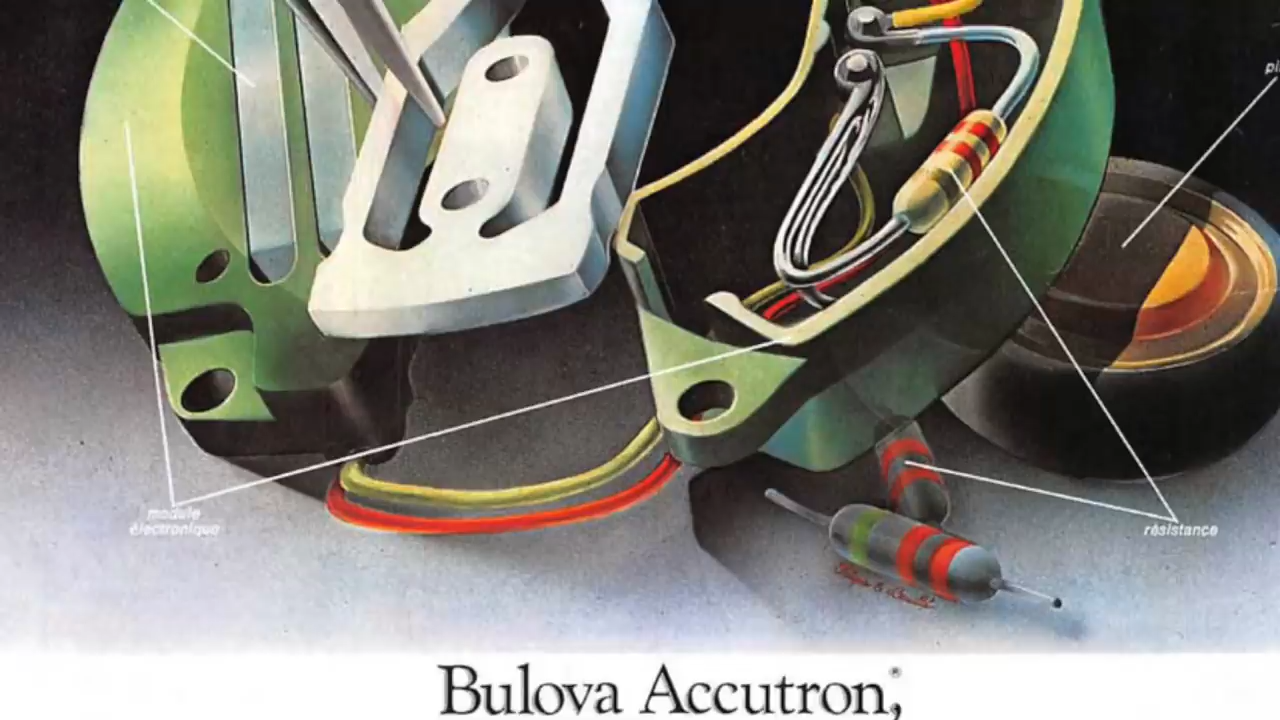 module
électronique
résistance
Bulova Accutron,®